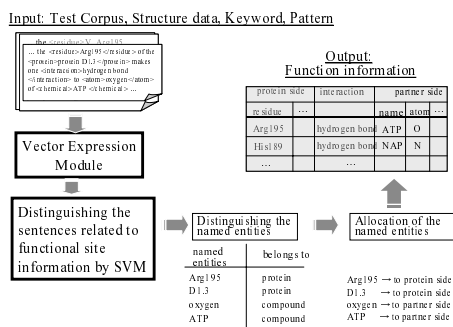 Input: Test Corpus, Structure data, Keyword, Pattern
the <residue>V Arg195
... the <residue>Arg195</residue> of the
<protein>protein D1.3</protein> makes
one <interacion>hydrogen bond
</interaction> to <atom>oxygen</atom>
of <chemical>ATP </chemical> ...
Vector Expression
Module
Distinguishing the
sentences related to
functional site
information by SVM
Output:
Function information
protein side interaction partner side
residue ... name atom ...
Arg195 hydrogen bond ATP O
His189 hydrogen bond NAP N
... ...
Distinguishing the
named entities
named
entities belongs to
Arg195 protein
D1.3 protein
oxygen compound
ATP compound
Allocation of the
named entities
Arg195 → to protein side
D1.3 → to protein side
oxygen → to partner side
ATP → to partner side